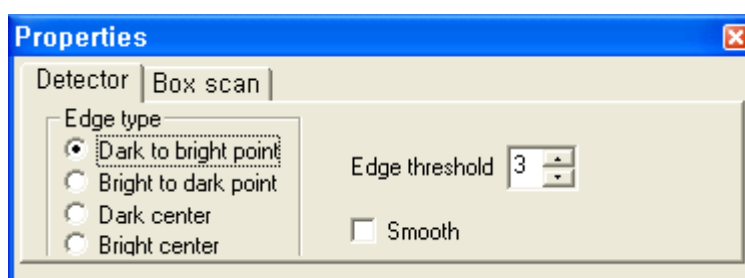 Properties
Detector Box scan
Edge type
Dark to bright point
Bright to dark point
Dark center
Bright center
Edge threshold 3
Smooth